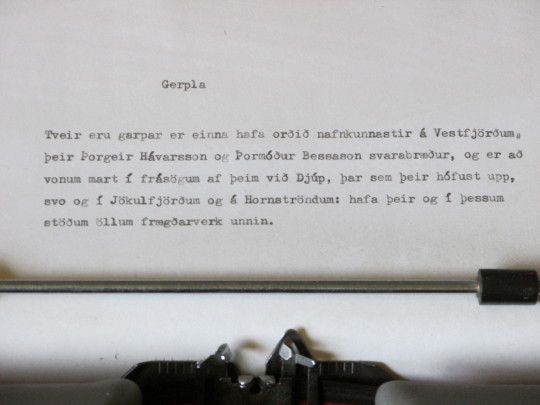 Gerpla
Tveir eru garpar er einna hafa orðið nafnkunnastir á Vestfjörðum,
þeir Þorgeir Hávarsson og Þormóður Bessason svarabræður, og er að
vonum mart í frásögum af þeim við Djúp, þar sem þeir hófust upp,
svo og í Jökulfjörðum og á Hornströndum: hafa þeir og í þessum
stöðum öllum frægðarverk unnin.